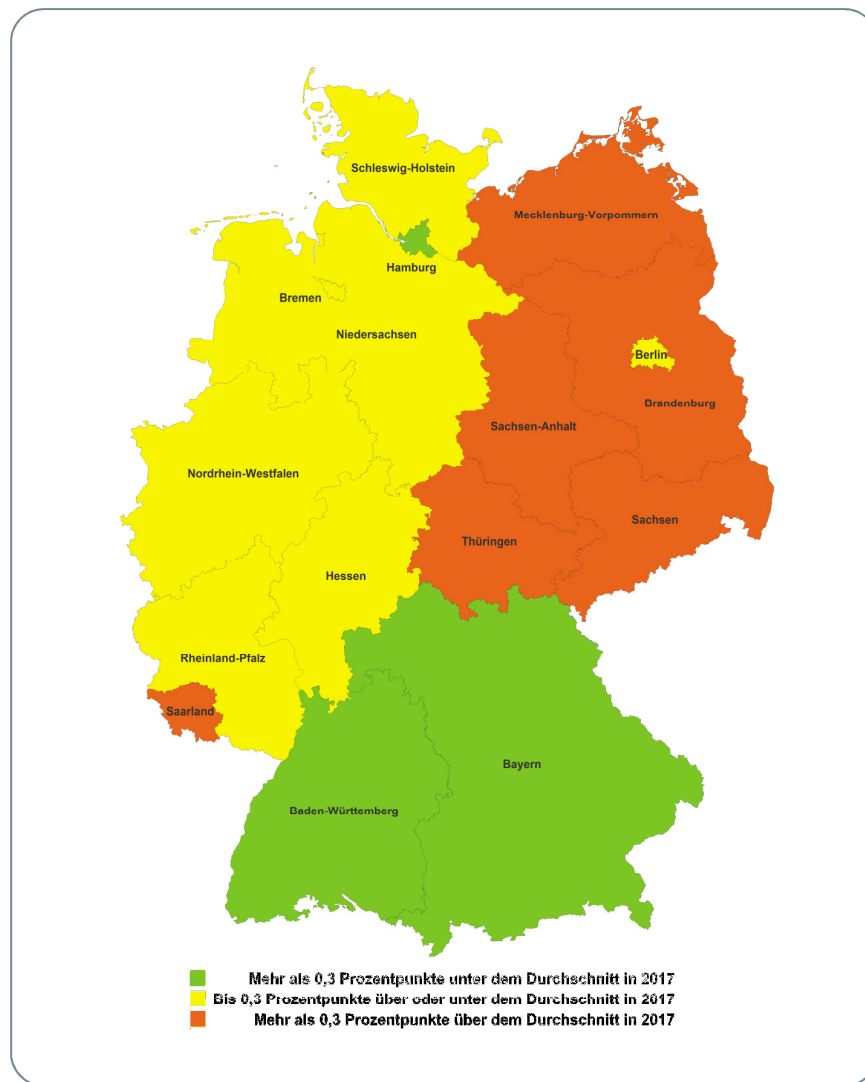 Schleswig-Holstein
Mecklenburg-Vorpommern
Hamburg
Bremen
Niedersachsen
Berlin
Brandenburg
Sachsen-Anhalt
Nordrhein-Westfalen
Sachsen
Thüringen
Hessen
Rheinland-Pfalz
Saarland
Bayern
Baden-Württemberg
Mehr als 0,3 Prozentpunkte unter dem Durchschnitt in 2017
Bis 0,3 Prozentpunkte über oder unter dem Durchschnitt in 2017
Mehr als 0,3 Prozentpunkte über dem Durchschnitt in 2017